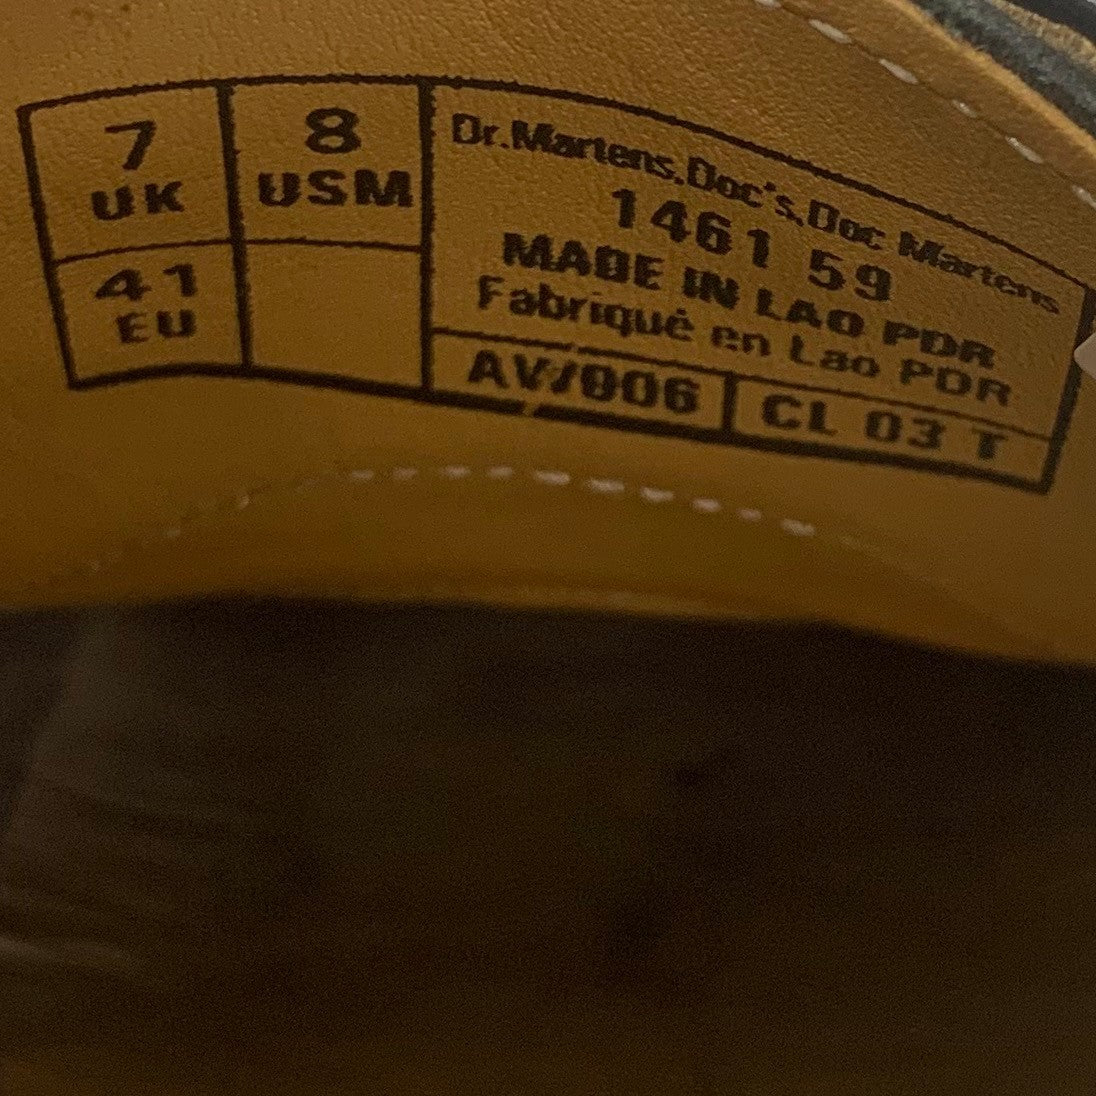 7
UK
8
USM
41
EU
Dr.Martens.Doc's.Doc Martens
1461 59
MADE IN LAO PDR
Fabriqué en Lao PDR
AV/006
CL 03 T